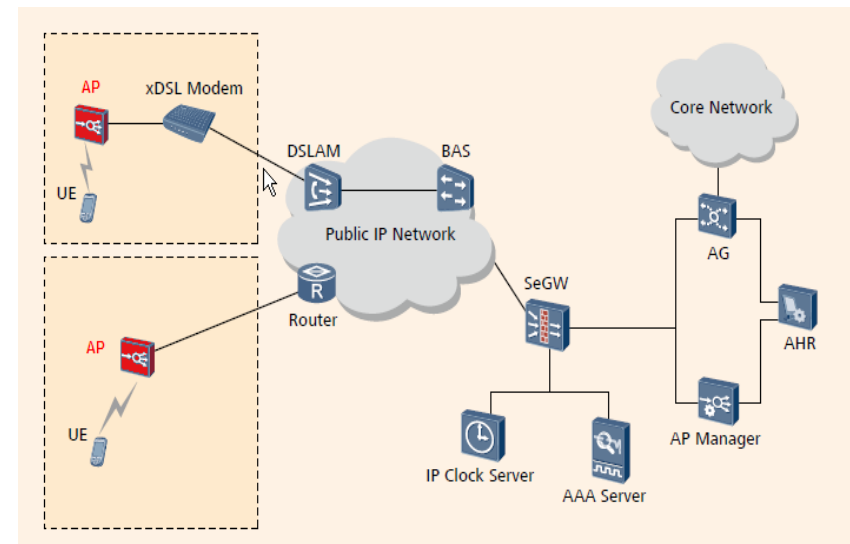 AP
xDSL Modem
UE
DSLAM
BAS
Public IP Network
R
Router
AP
UE
SeGW
IP Clock Server
AAA Server
Core Network
AG
AHR
AP Manager